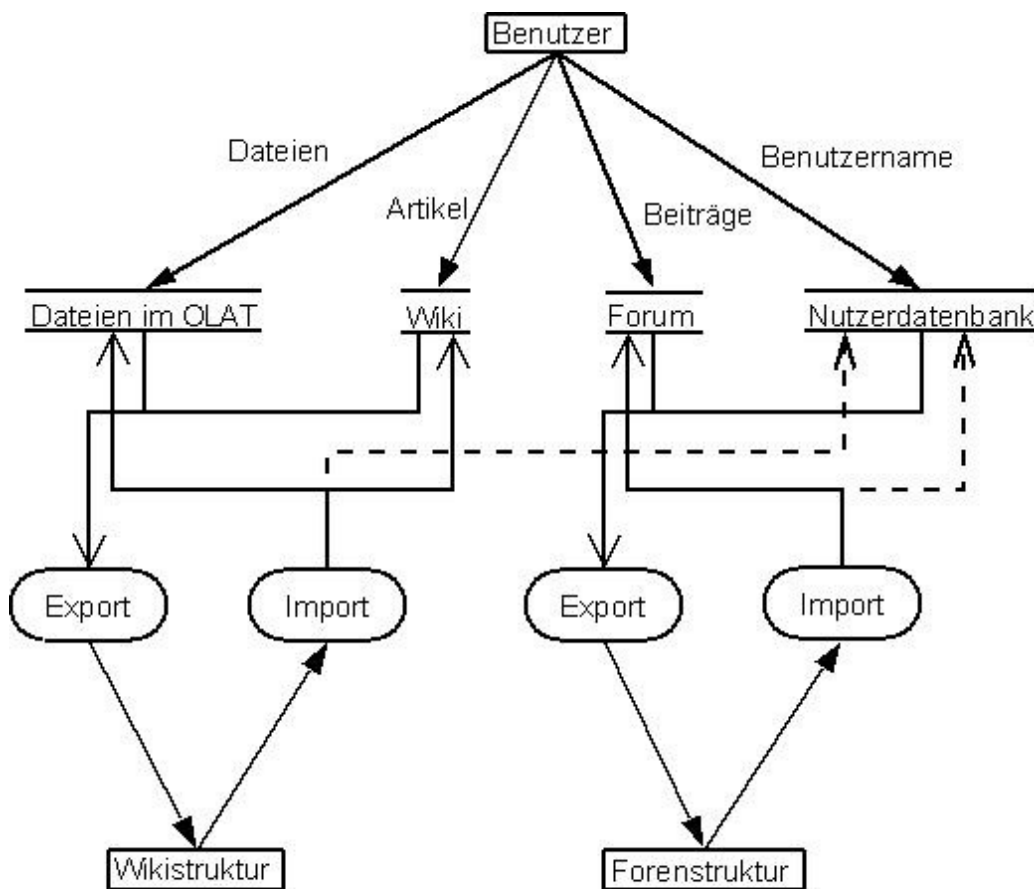 Benutzer
Dateien
Artikel
Beiträge
Benutzername
Dateien im OLAT
Wiki
Forum
Nutzerdatenbank
Export
Import
Export
Import
Wikistruktur
Forenstruktur